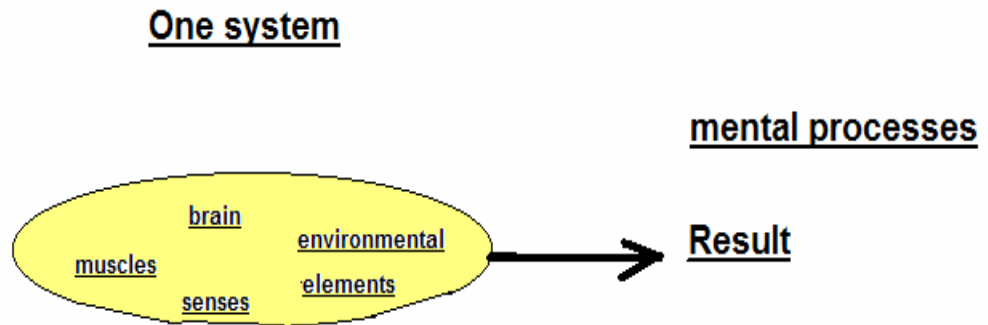 One system
mental processes
brain
environmental
muscles
elements
senses
Result